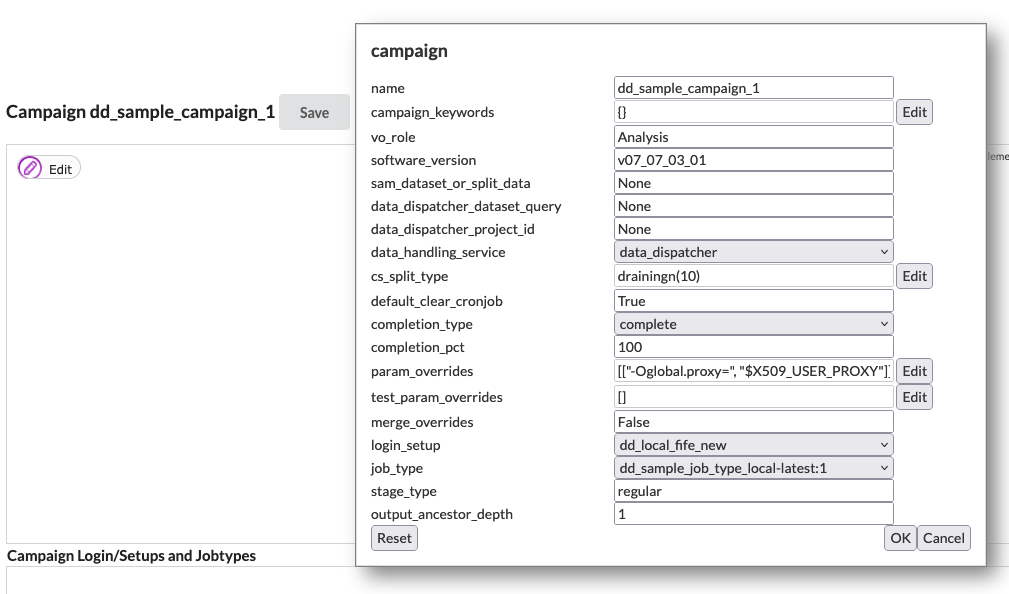 Campaign dd_sample_campaign_1 Save
Edit
campaign
name dd_sample_campaign_1
campaign_keywords {} Edit
vo_role Analysis
software_version v07_07_03_01
sam_dataset_or_split_data None
data_dispatcher_dataset_query None
data_dispatcher_project_id None
data_handling_service data_dispatcher
cs_split_type drainingn(10) Edit
default_clear_cronjob True
completion_type complete
completion_pct 100
param_overrides [["-Oglobal.proxy=", "$X509_USER_PROXY"]] Edit
test_param_overrides [] Edit
merge_overrides False
login_setup dd_local_fife_new
job_type dd_sample_job_type_local-latest:1
stage_type regular
output_ancestor_depth 1
Reset OK Cancel
Campaign Login/Setups and Jobtypes